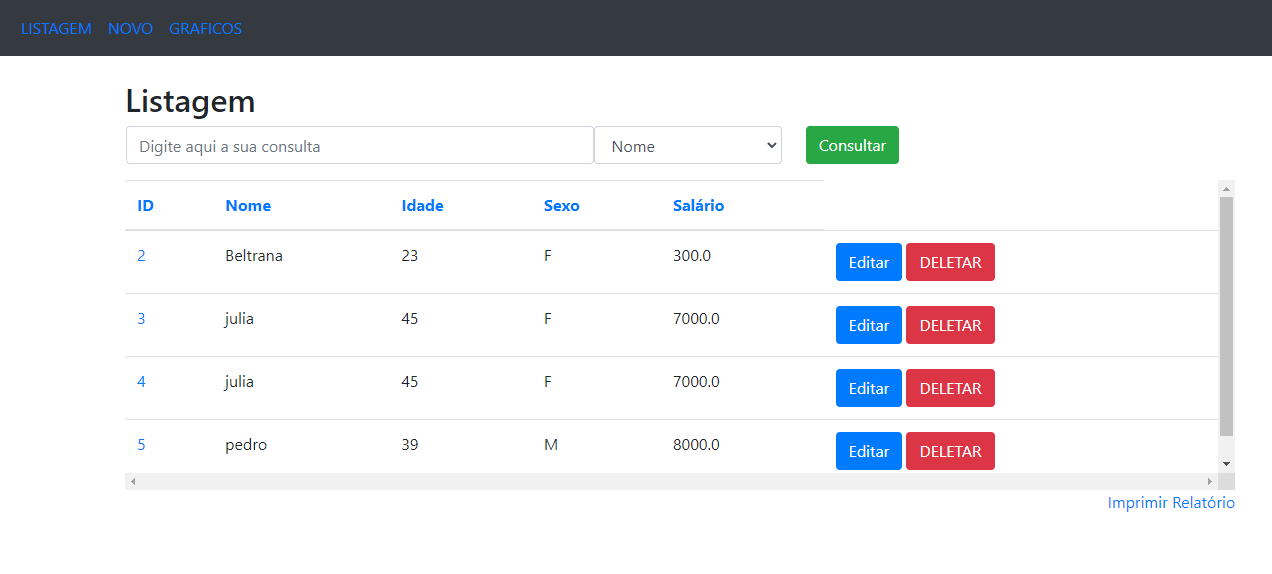 LISTAGEM NOVO GRAFICOS
Listagem
Digite aqui a sua consulta Nome Consultar
ID Nome Idade Sexo Salário
2 Beltrana 23 F 300.0 Editar DELETAR
3 julia 45 F 7000.0 Editar DELETAR
4 julia 45 F 7000.0 Editar DELETAR
5 pedro 39 M 8000.0 Editar DELETAR
Imprimir Relatório